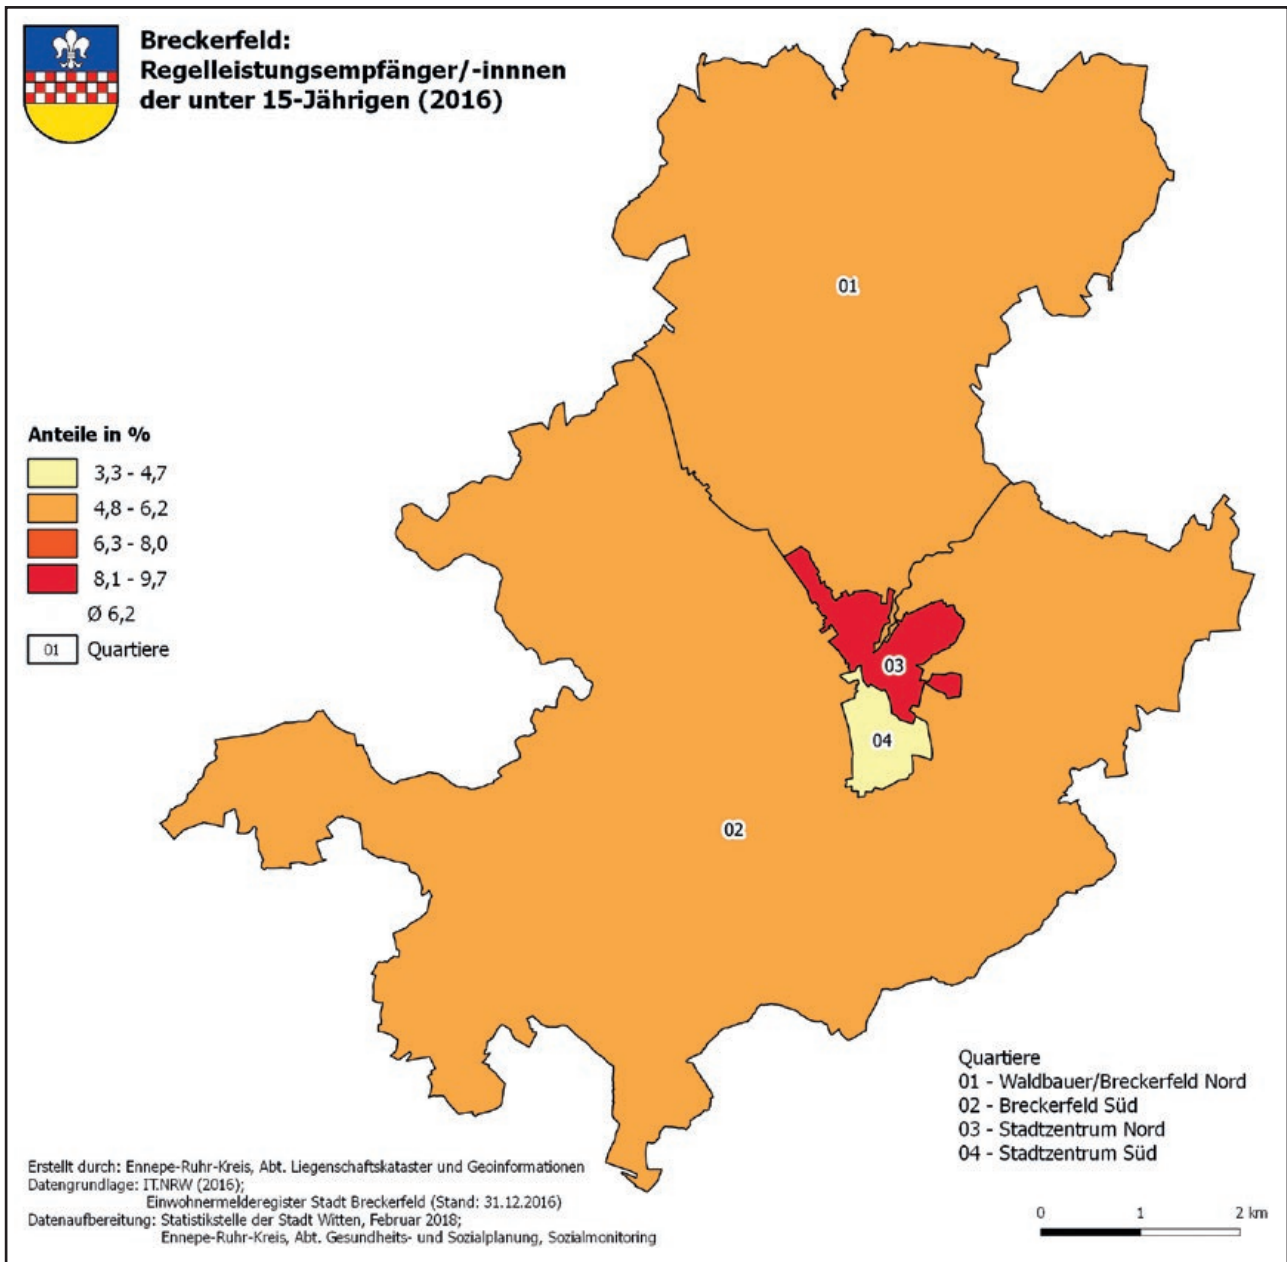 Breckerfeld:
Regelleistungsempfänger/-innnen
der unter 15-Jährigen (2016)
01
Anteile in %
3,3 - 4,7
4,8 - 6,2
6,3 - 8,0
8,1 - 9,7
Ø 6,2
01 Quartiere
03
04
02
Quartiere
01 - Waldbauer/Breckerfeld Nord
02 - Breckerfeld Süd
03 - Stadtzentrum Nord
04 - Stadtzentrum Süd
Erstellt durch: Ennepe-Ruhr-Kreis, Abt. Liegenschaftskataster und Geoinformationen
Datengrundlage: IT.NRW (2016);
Einwohnermelderegister Stadt Breckerfeld (Stand: 31.12.2016)
Datenaufbereitung: Statistikstelle der Stadt Witten, Februar 2018;
Ennepe-Ruhr-Kreis, Abt. Gesundheits- und Sozialplanung, Sozialmonitoring
0 1 2 km